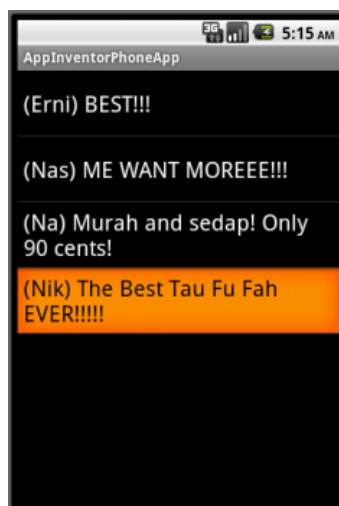 3G 5:15 AM
AppInventorPhoneApp
(Erni) BEST!!!
(Nas) ME WANT MOREEE!!!
(Na) Murah and sedap! Only
90 cents!
(Nik) The Best Tau Fu Fah
EVER!!!!!